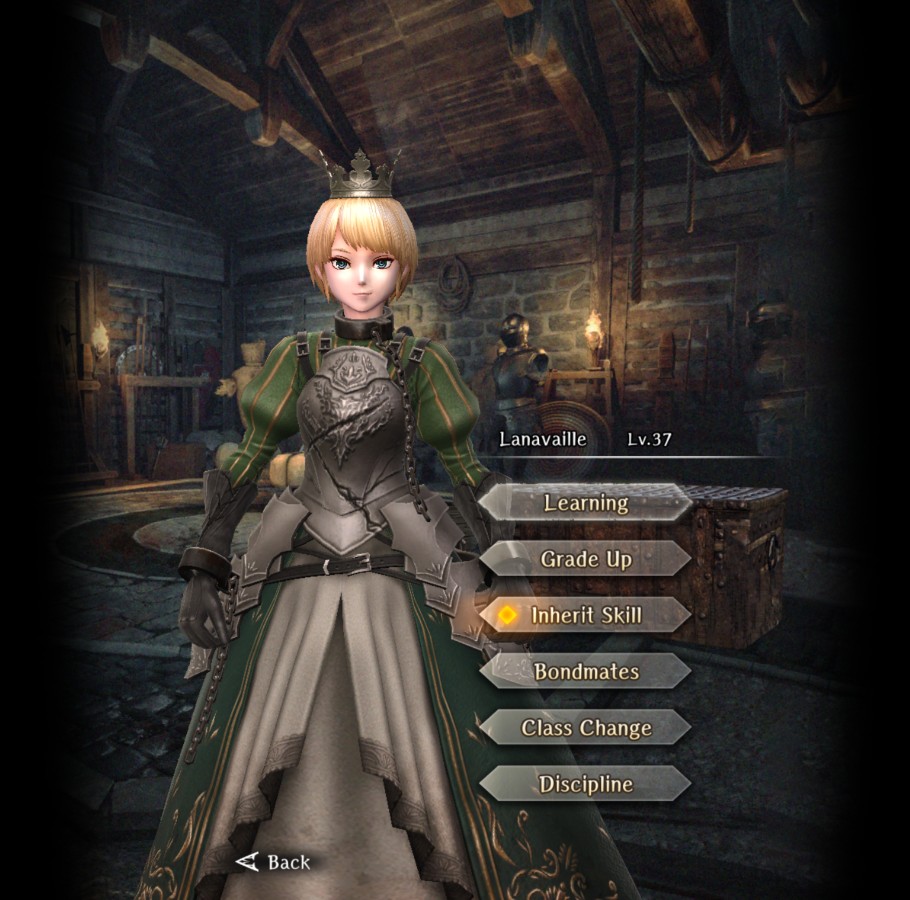 Lanavaille Lv.37
Learning
Grade Up
Inherit Skill
Bondmates
Class Change
Discipline
Back